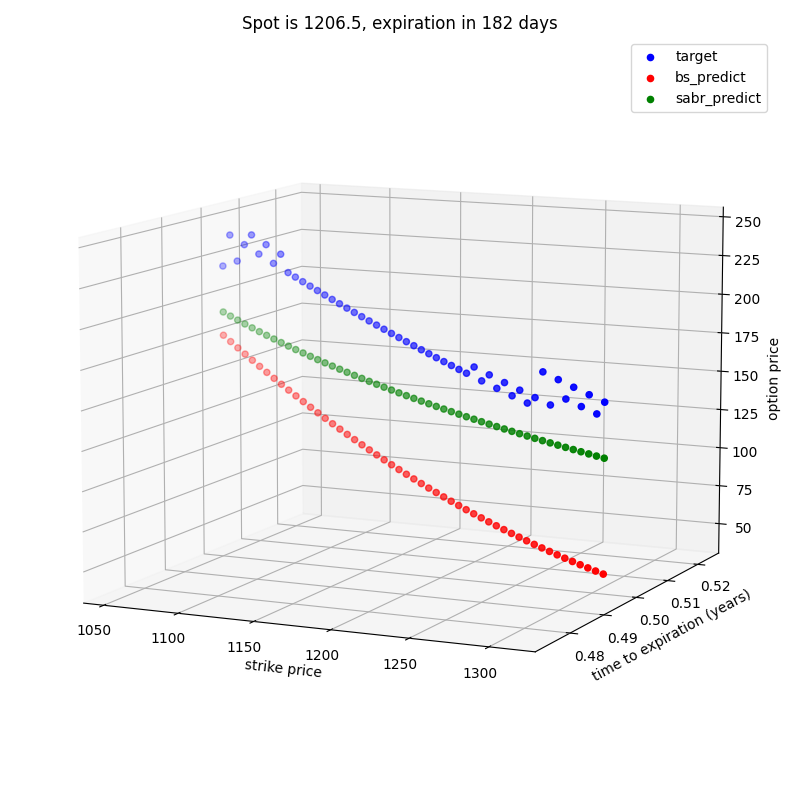 Spot is 1206.5, expiration in 182 days
target
bs_predict
sabr_predict
250
225
200
175
150
125
100
75
50
option price
0.52
0.51
0.50
0.49
0.48
time to expiration (years)
1050
1100
1150
1200
1250
1300
strike price